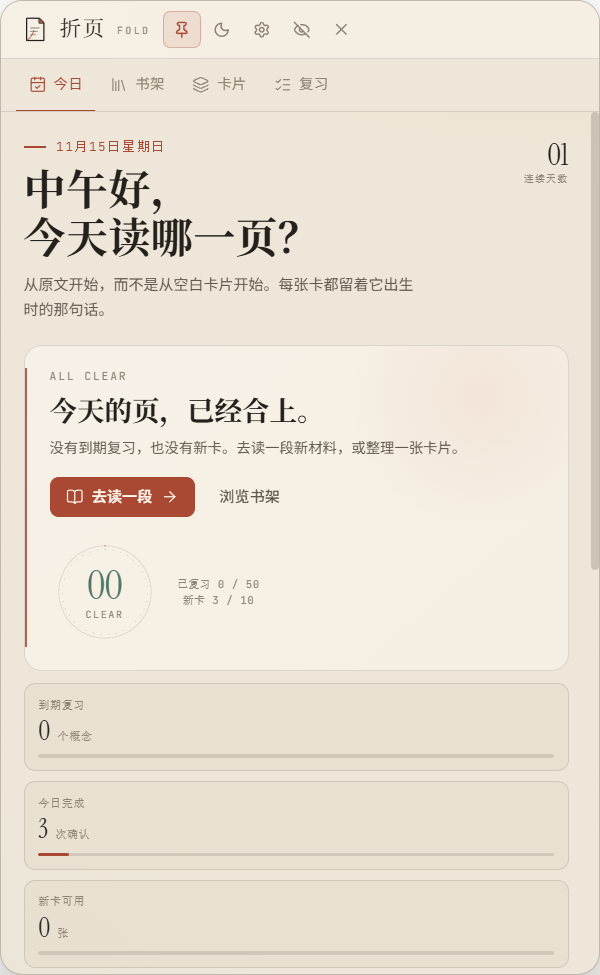 折页 FOLD
今日 书架 卡片 复习
11月15日星期日
01
连续天数
中午好，
今天读哪一页？
从原文开始，而不是从空白卡片开始。每张卡都留着它出生
时的那句话。
ALL CLEAR
今天的页，已经合上。
没有到期复习，也没有新卡。去读一段新材料，或整理一张卡片。
去读一段 → 浏览书架
00
CLEAR
已复习 0 / 50
新卡 3 / 10
到期复习
0 个概念
今日完成
3 次确认
新卡可用
0 张